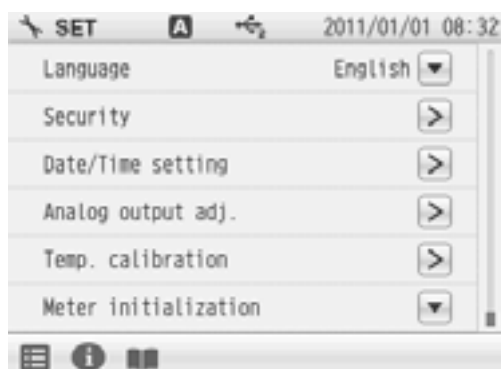 SET A 2011/01/01 08:32
Language English
Security
Date/Time setting
Analog output adj.
Temp. calibration
Meter initialization